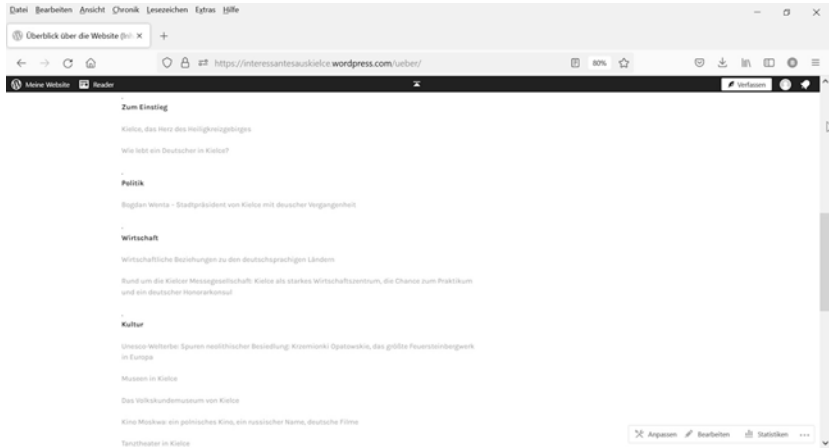 Datei Bearbeiten Ansicht Chronik Lesezeichen Extras Hilfe
Überblick über die Website
https://interessantesauskielce.wordpress.com/ueber/
80%
Meine Website Reader
Verfassen
Zum Einstieg
Kielce, das Herz des Heiligkreuzgebirges
Wie lebt ein Deutscher in Kielce?
Politik
Bogdan Wenta – Stadtpräsident von Kielce mit deuscher Vergangenheit
Wirtschaft
Wirtschaftliche Beziehungen zu den deutschsprachigen Ländern
Rund um die Kielcer Messegesellschaft: Kielce als starkes Wirtschaftszentrum, die Chance zum Praktikum
und ein deutscher Honorarkonsul
Kultur
Unesco-Welterbe: Spuren neolithischer Besiedlung: Krzemionki Opatowskie, das größte Feuersteinbergwerk
in Europa
Museen in Kielce
Das Volkskundemuseum von Kielce
Kino Moskwa: ein polnisches Kino, ein russischer Name, deutsche Filme
Tanztheater in Kielce
Anpassen Bearbeiten Statistiken